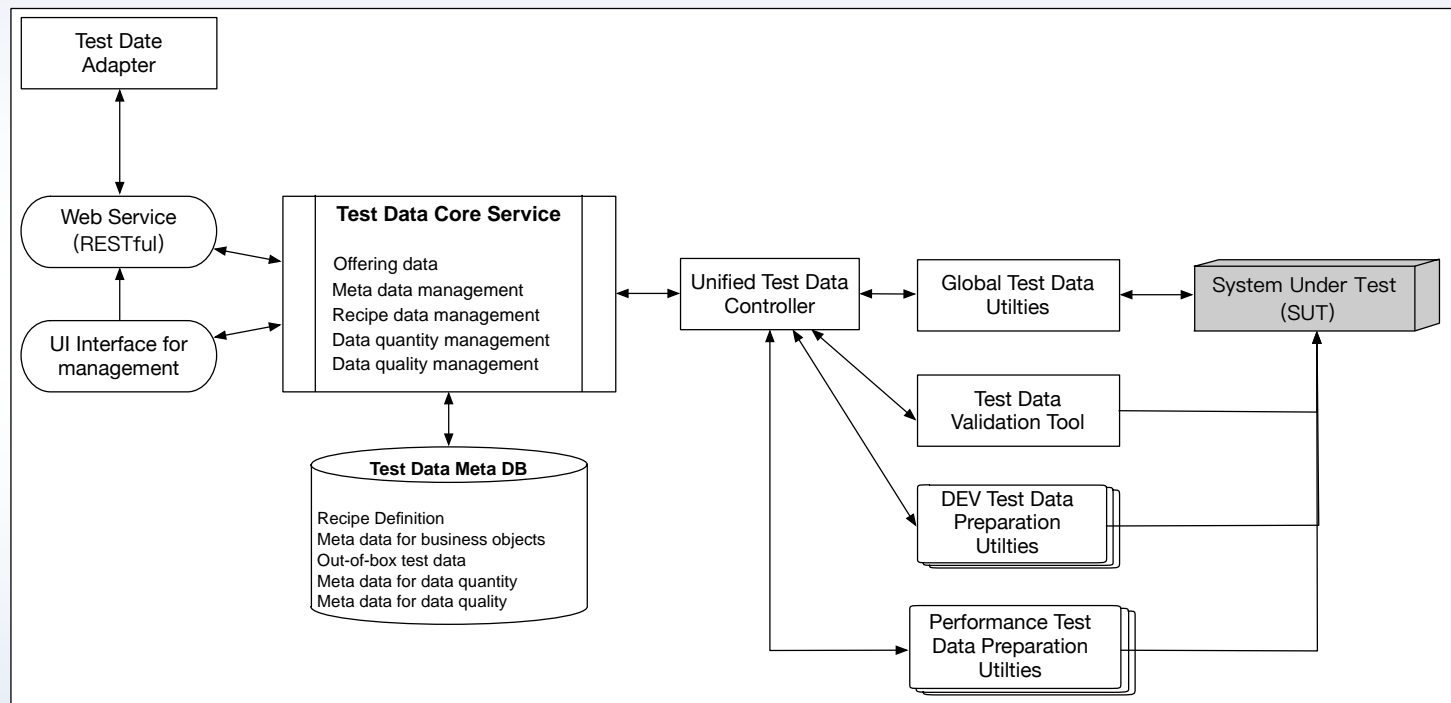 Test Date
Adapter
Web Service
(RESTful)
UI Interface for
management
Test Data Core Service
Offering data
Meta data management
Recipe data management
Data quantity management
Data quality management
Test Data Meta DB
Recipe Definition
Meta data for business objects
Out-of-box test data
Meta data for data quantity
Meta data for data quality
Unified Test Data
Controller
Global Test Data
Utilties
System Under Test
(SUT)
Test Data
Validation Tool
DEV Test Data
Preparation
Utilties
Performance Test
Data Preparation
Utilties